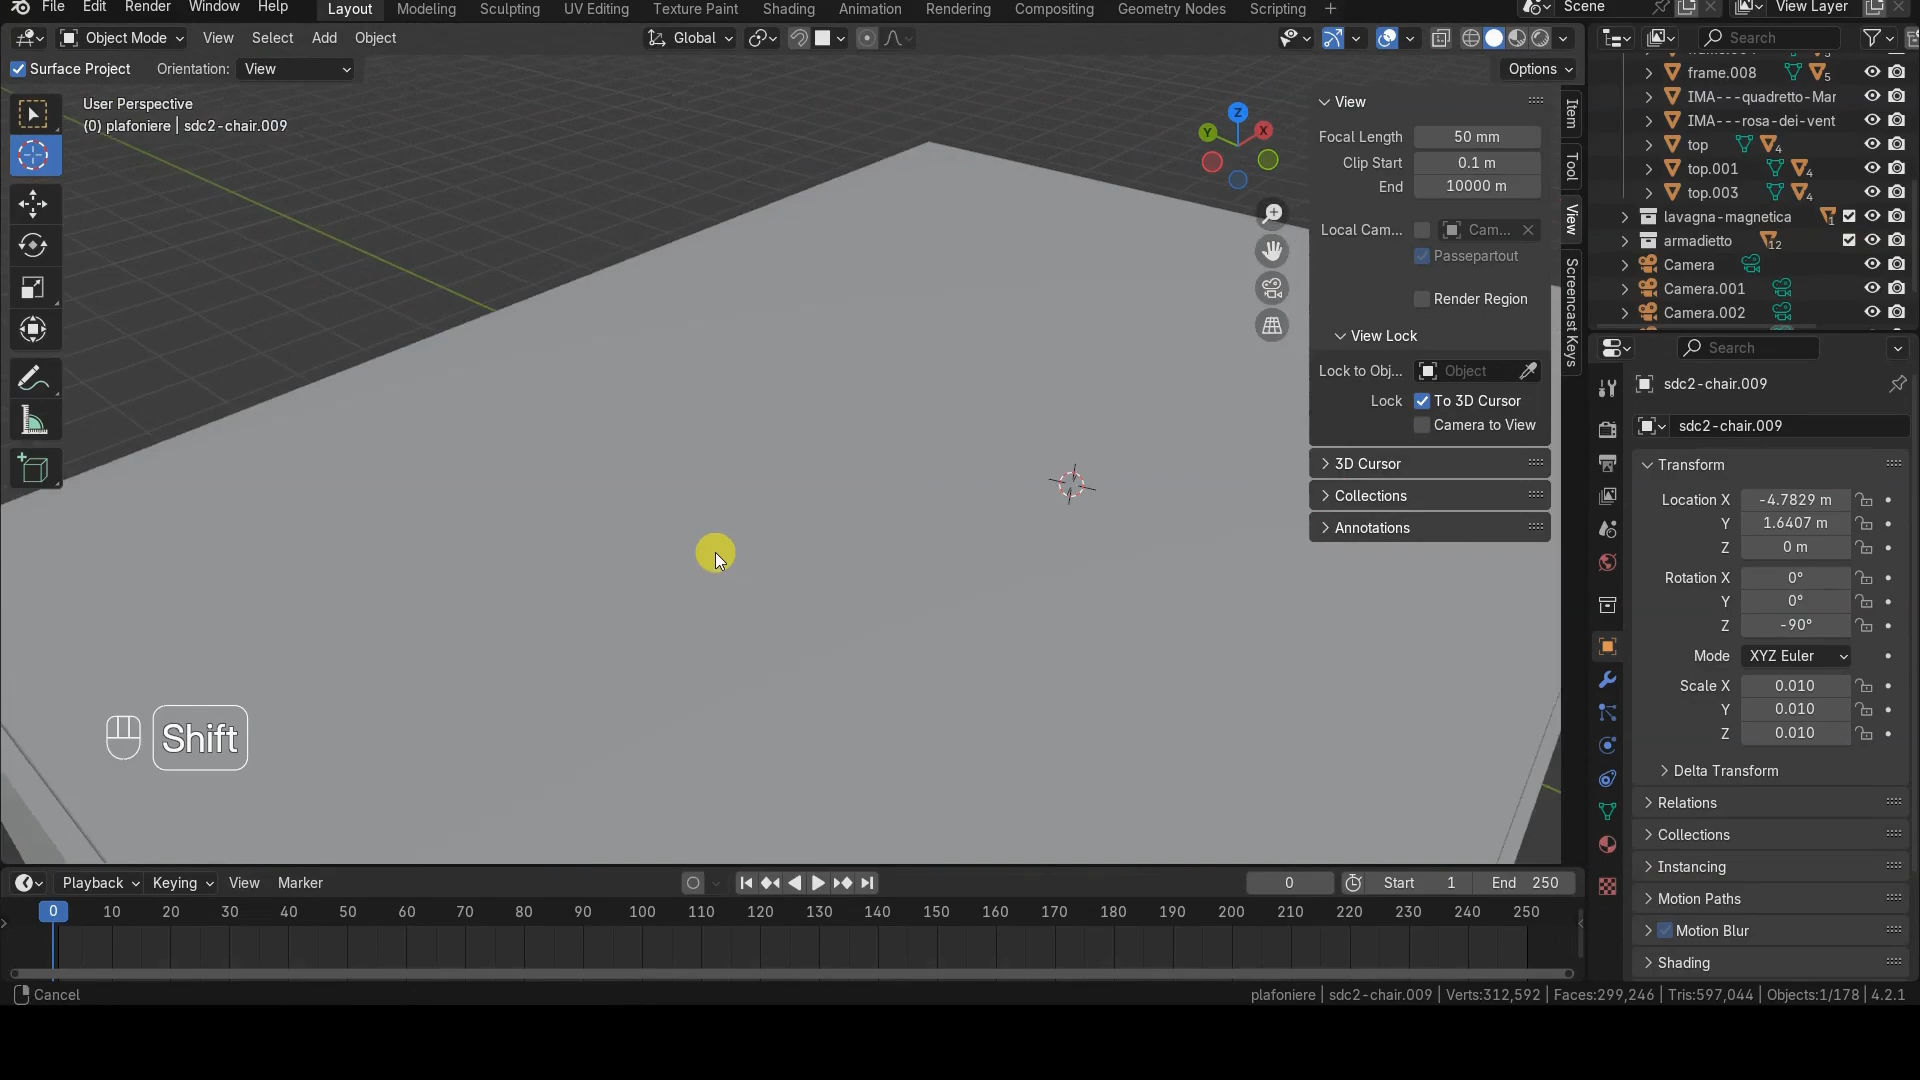 File Edit Render Window Help Layout Modeling Sculpting UV Editing Texture Paint Shading Animation Rendering Compositing Geometry Nodes Scripting + Scene View Layer
Object Mode View Select Add Object Global Search
Surface Project Orientation: View Options
User Perspective
(0) plafoniere | sdc2-chair.009
Z
Y
X
View
Focal Length 50 mm
Clip Start 0.1 m
End 10000 m
Local Cam... Cam...
Passepartout
Render Region
View Lock
Lock to Obj... Object
Lock To 3D Cursor
Camera to View
3D Cursor
Collections
Annotations
Item
Tool
View
Screencast Keys
frame.008 5
IMA---quadretto-Mar
IMA---rosa-dei-vent
top 4
top.001 4
top.003 4
lavagna-magnetica 1
armadietto 12
Camera
Camera.001
Camera.002
Search
sdc2-chair.009
sdc2-chair.009
Transform
Location X -4.7829 m
Y 1.6407 m
Z 0 m
Rotation X 0°
Y 0°
Z -90°
Mode XYZ Euler
Scale X 0.010
Y 0.010
Z 0.010
Delta Transform
Relations
Collections
Instancing
Motion Paths
Motion Blur
Shading
Shift
Playback Keying View Marker 0 Start 1 End 250
0 10 20 30 40 50 60 70 80 90 100 110 120 130 140 150 160 170 180 190 200 210 220 230 240 250
Cancel plafoniere | sdc2-chair.009 | Verts:312,592 | Faces:299,246 | Tris:597,044 | Objects:1/178 | 4.2.1